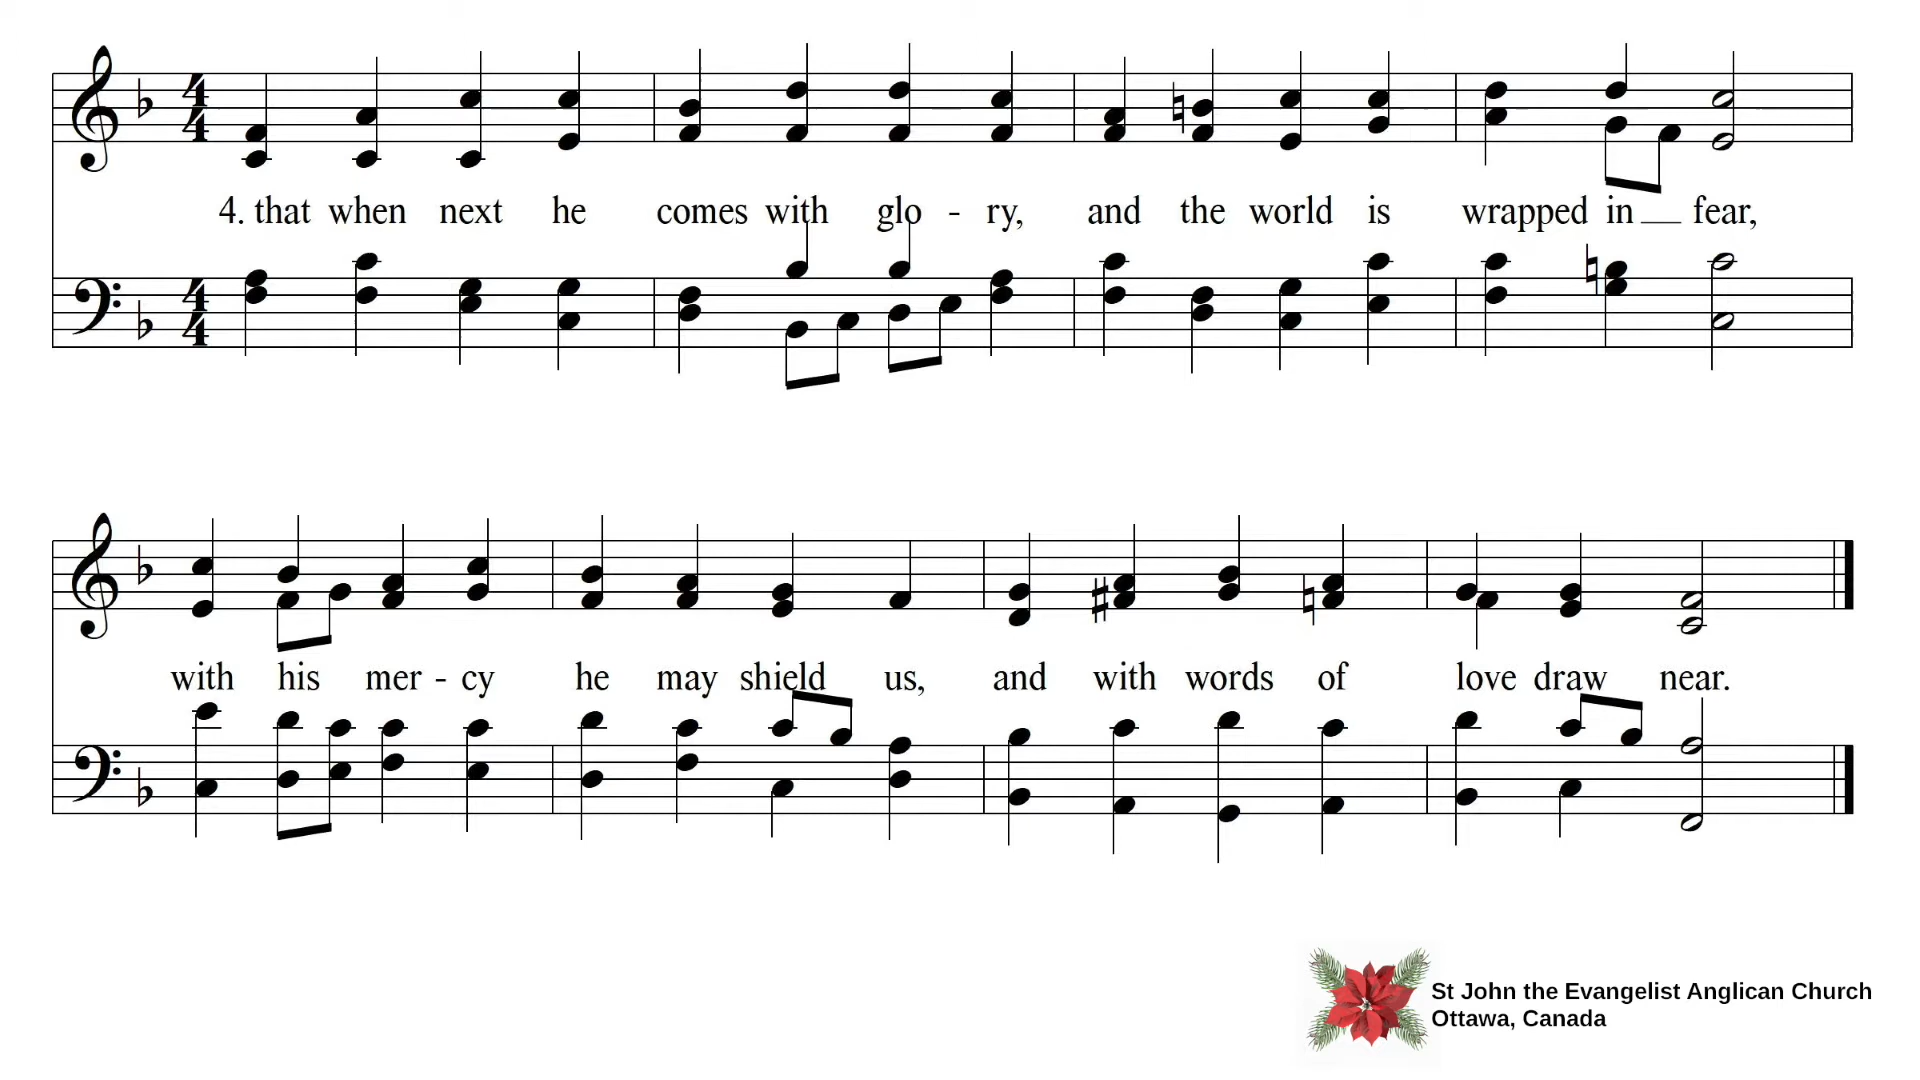 4. that when next he comes with glo - ry, and the world is wrapped in __ fear,
with his mer - cy he may shield us, and with words of love draw near.
St John the Evangelist Anglican Church
Ottawa, Canada